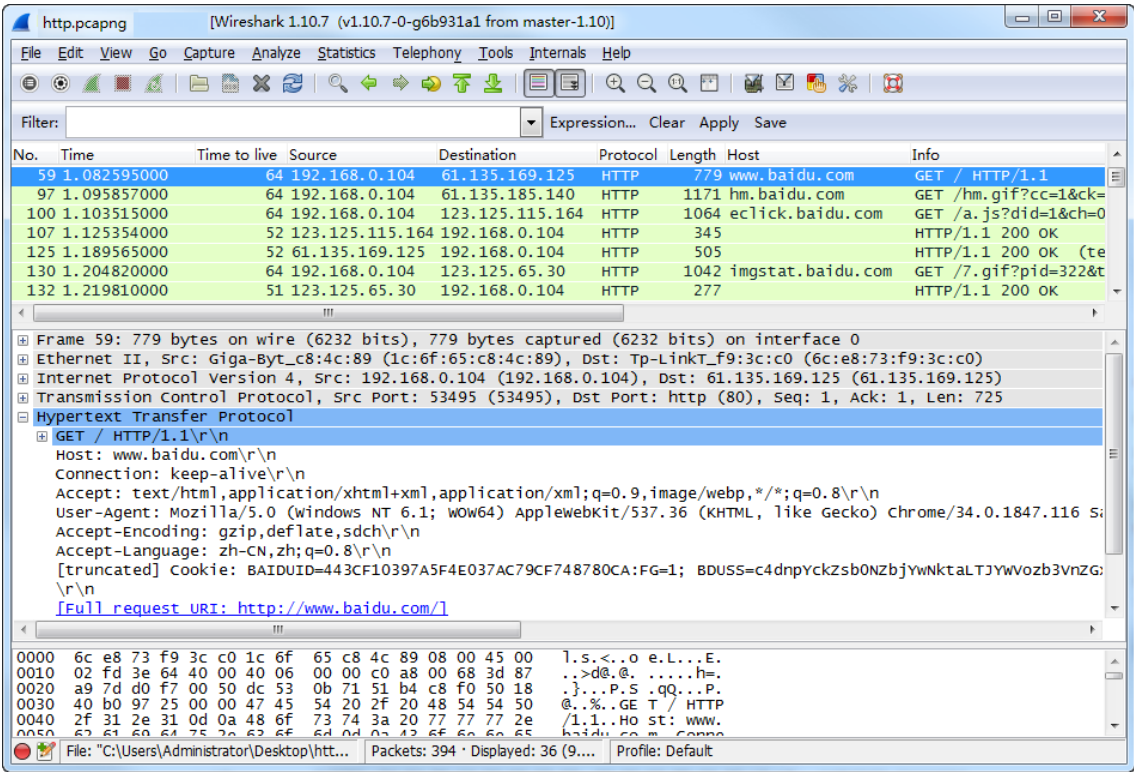 http.pcapng [Wireshark 1.10.7 (v1.10.7-0-g6b931a1 from master-1.10)]
File Edit View Go Capture Analyze Statistics Telephony Tools Internals Help
Filter: Expression... Clear Apply Save
No. Time Time to live Source Destination Protocol Length Host Info
59 1.082595000 64 192.168.0.104 61.135.169.125 HTTP 779 www.baidu.com GET / HTTP/1.1
97 1.095857000 64 192.168.0.104 61.135.185.140 HTTP 1171 hm.baidu.com GET /hm.gif?cc=1&ck=
100 1.103515000 64 192.168.0.104 123.125.115.164 HTTP 1064 eclick.baidu.com GET /a.js?did=1&ch=0
107 1.125354000 52 123.125.115.164 192.168.0.104 HTTP 345 HTTP/1.1 200 OK
125 1.189565000 52 61.135.169.125 192.168.0.104 HTTP 505 HTTP/1.1 200 OK (te
130 1.204820000 64 192.168.0.104 123.125.65.30 HTTP 1042 imgstat.baidu.com GET /7.gif?pid=322&t
132 1.219810000 51 123.125.65.30 192.168.0.104 HTTP 277 HTTP/1.1 200 OK
Frame 59: 779 bytes on wire (6232 bits), 779 bytes captured (6232 bits) on interface 0
Ethernet II, Src: Giga-Byt_c8:4c:89 (1c:6f:65:c8:4c:89), Dst: Tp-LinkT_f9:3c:c0 (6c:e8:73:f9:3c:c0)
Internet Protocol Version 4, Src: 192.168.0.104 (192.168.0.104), Dst: 61.135.169.125 (61.135.169.125)
Transmission Control Protocol, Src Port: 53495 (53495), Dst Port: http (80), Seq: 1, Ack: 1, Len: 725
Hypertext Transfer Protocol
GET / HTTP/1.1\r\n
Host: www.baidu.com\r\n
Connection: keep-alive\r\n
Accept: text/html,application/xhtml+xml,application/xml;q=0.9,image/webp,*/*;q=0.8\r\n
User-Agent: Mozilla/5.0 (Windows NT 6.1; WOW64) AppleWebKit/537.36 (KHTML, like Gecko) Chrome/34.0.1847.116 Sa
Accept-Encoding: gzip,deflate,sdch\r\n
Accept-Language: zh-CN,zh;q=0.8\r\n
[truncated] Cookie: BAIDUID=443CF10397A5F4E037AC79CF748780CA:FG=1; BDUSS=c4dnpYckZsb0NZbjYwNktaLTJYWVozb3VnZG
\r\n
[Full request URI: http://www.baidu.com/]
0000 6c e8 73 f9 3c c0 1c 6f 65 c8 4c 89 08 00 45 00 l.s.<..o e.L...E.
0010 02 fd 3e 64 40 00 40 06 00 00 c0 a8 00 68 3d 87 ..>d@.@. .....h=.
0020 a9 7d d0 f7 00 50 dc 53 0b 71 51 b4 c8 f0 50 18 .}...P.S .qQ...P.
0030 40 b0 97 25 00 00 47 45 54 20 2f 20 48 54 54 50 @..%..GE T / HTTP
0040 2f 31 2e 31 0d 0a 48 6f 73 74 3a 20 77 77 77 2e /1.1..Ho st: www.
0050 62 61 69 64 75 2e 63 6f 6d 0d 0a 43 6f 6e 6e 65 baidu.co m..Conne
File: "C:\Users\Administrator\Desktop\htt... Packets: 394 · Displayed: 36 (9.... Profile: Default